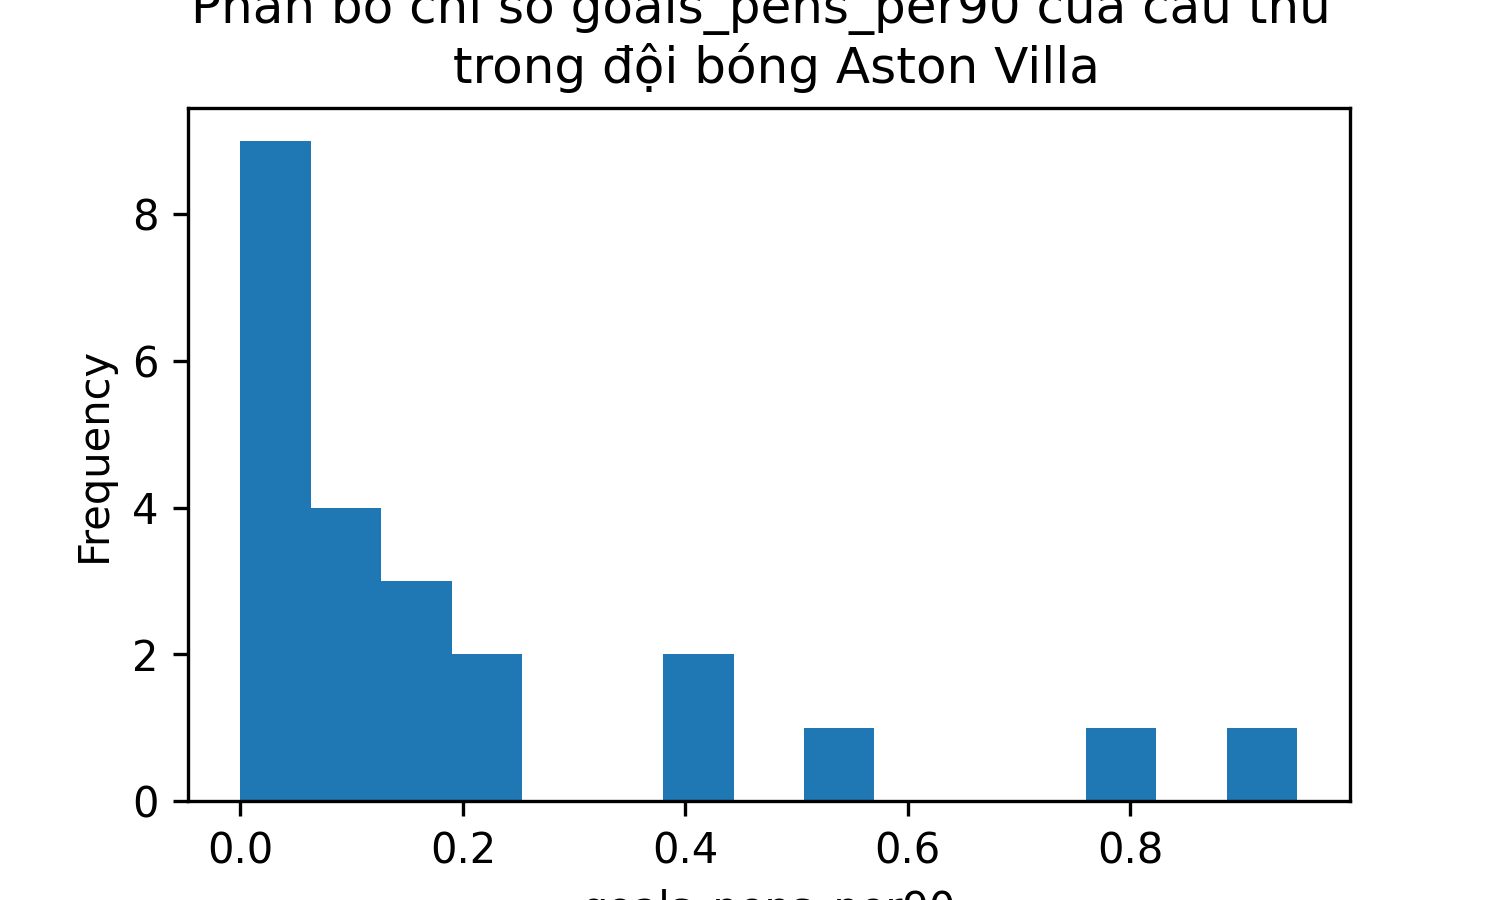 Phân bố chỉ số goals_pens_per90 của cầu thủ
trong đội bóng Aston Villa
Frequency
8
6
4
2
0
0.0 0.2 0.4 0.6 0.8
goals_pens_per90